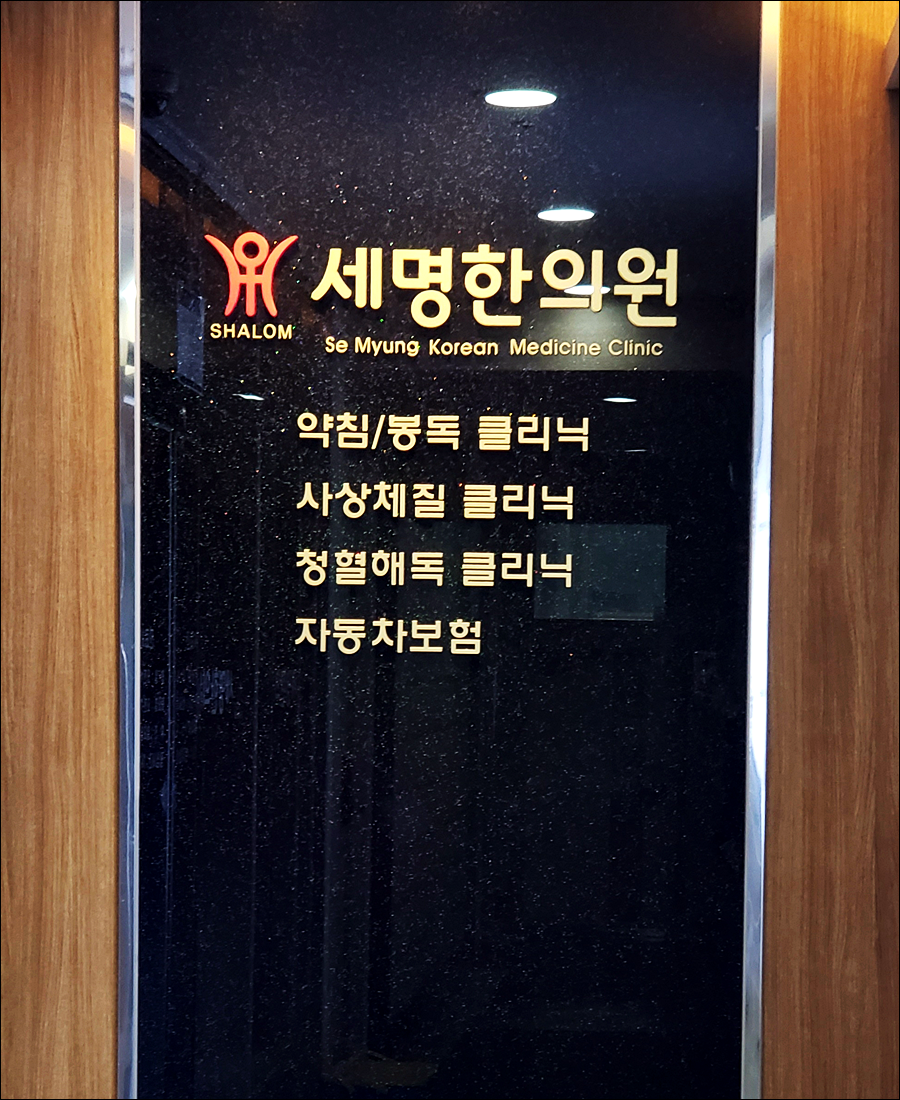 SHALOM
세명한의원
Se Myung Korean Medicine Clinic
약침/봉독 클리닉
사상체질 클리닉
청혈해독 클리닉
자동차보험